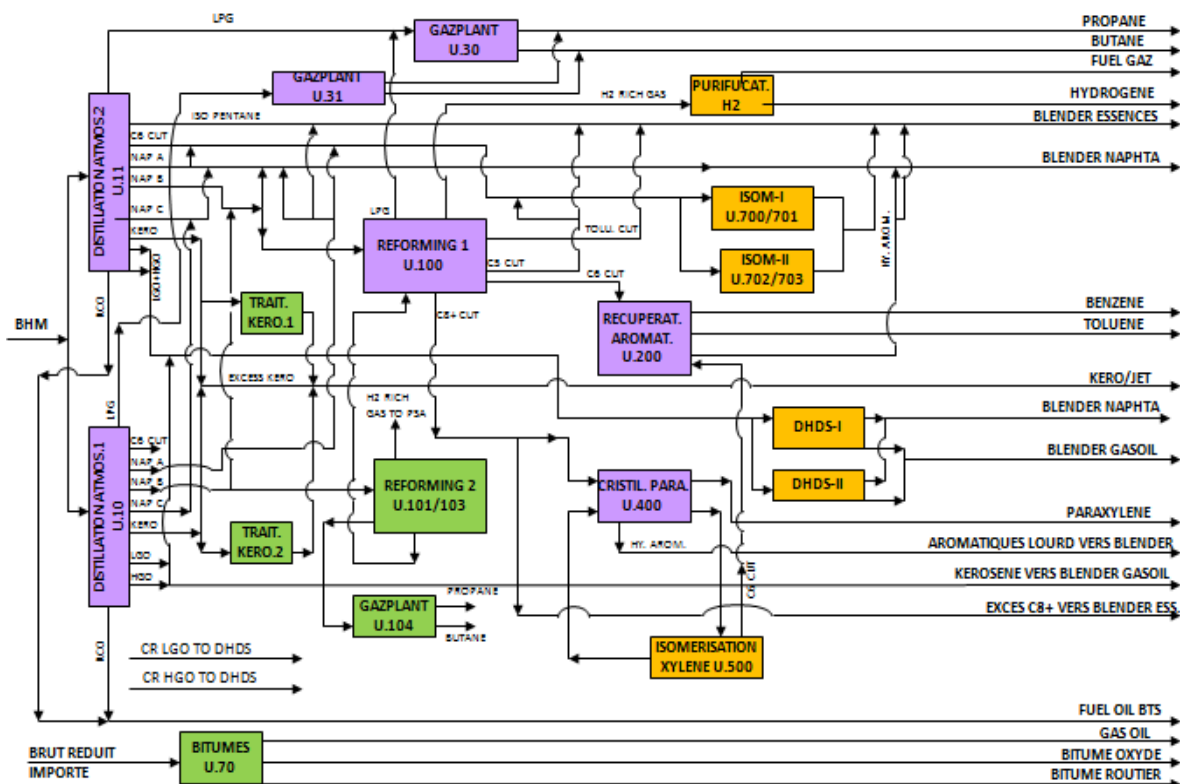 LPG
GAZPLANT
U.30
PROPANE
BUTANE
FUEL GAZ
GAZPLANT
U.31
H2 RICH GAS
PURIFUCAT.
H2
HYDROGENE
ISO PENTANE
BLENDER ESSENCES
DISTILLATION ATMOS.2
U.11
C6 CUT
NAP A
NAP B
NAP C
KERO
LGO+HGO
RCO
BLENDER NAPHTA
LPG
REFORMING 1
U.100
TOLU. CUT
C5 CUT
C6 CUT
C8+ CUT
ISOM-I
U.700/701
ISOM-II
U.702/703
HY. AROM.
BHM
TRAIT.
KERO.1
RECUPERAT.
AROMAT.
U.200
BENZENE
TOLUENE
EXCESS KERO
KERO/JET
H2 RICH
GAS TO PSA
BLENDER NAPHTA
LPG
DISTILLATION ATMOS.1
U.10
C6 CUT
NAP A
NAP B
NAP C
KERO
LGO
HGO
RCO
DHDS-I
DHDS-II
BLENDER GASOIL
REFORMING 2
U.101/103
CRISTIL. PARA.
U.400
PARAXYLENE
TRAIT.
KERO.2
HY. AROM.
AROMATIQUES LOURD VERS BLENDER
C6 CUT
KEROSENE VERS BLENDER GASOIL
GAZPLANT
U.104
PROPANE
BUTANE
EXCES C8+ VERS BLENDER ESS.
ISOMERISATION
XYLENE U.500
CR LGO TO DHDS
CR HGO TO DHDS
FUEL OIL BTS
BRUT REDUIT
IMPORTE
BITUMES
U.70
GAS OIL
BITUME OXYDE
BITUME ROUTIER